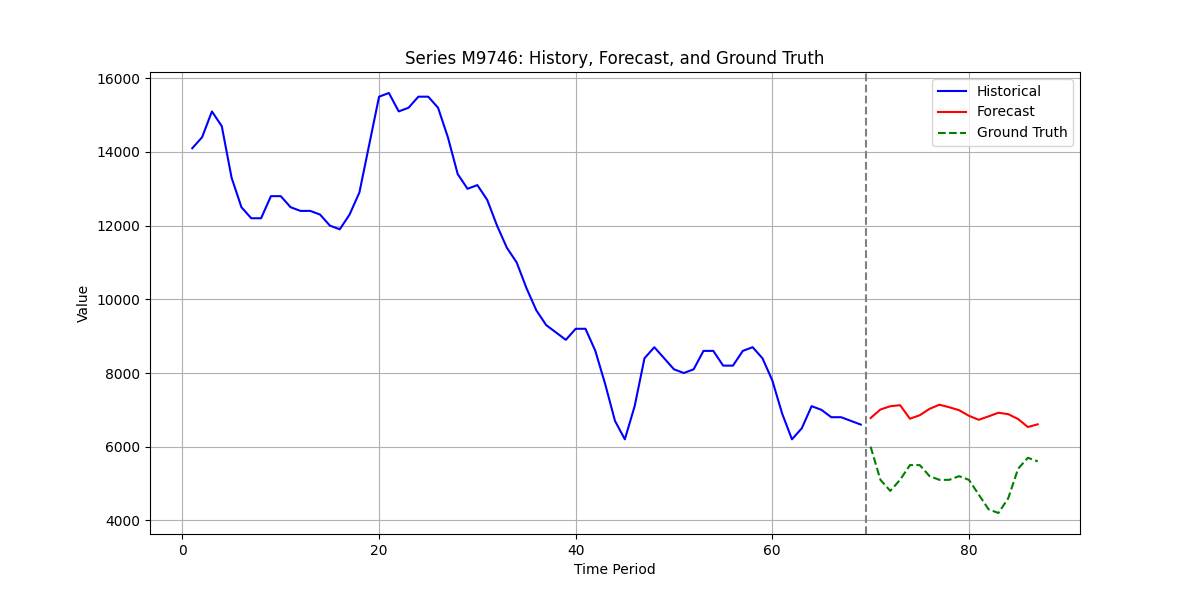 Series M9746: History, Forecast, and Ground Truth
16000
14000
12000
10000
8000
6000
4000
Value
Historical
Forecast
Ground Truth
0
20
40
60
80
Time Period